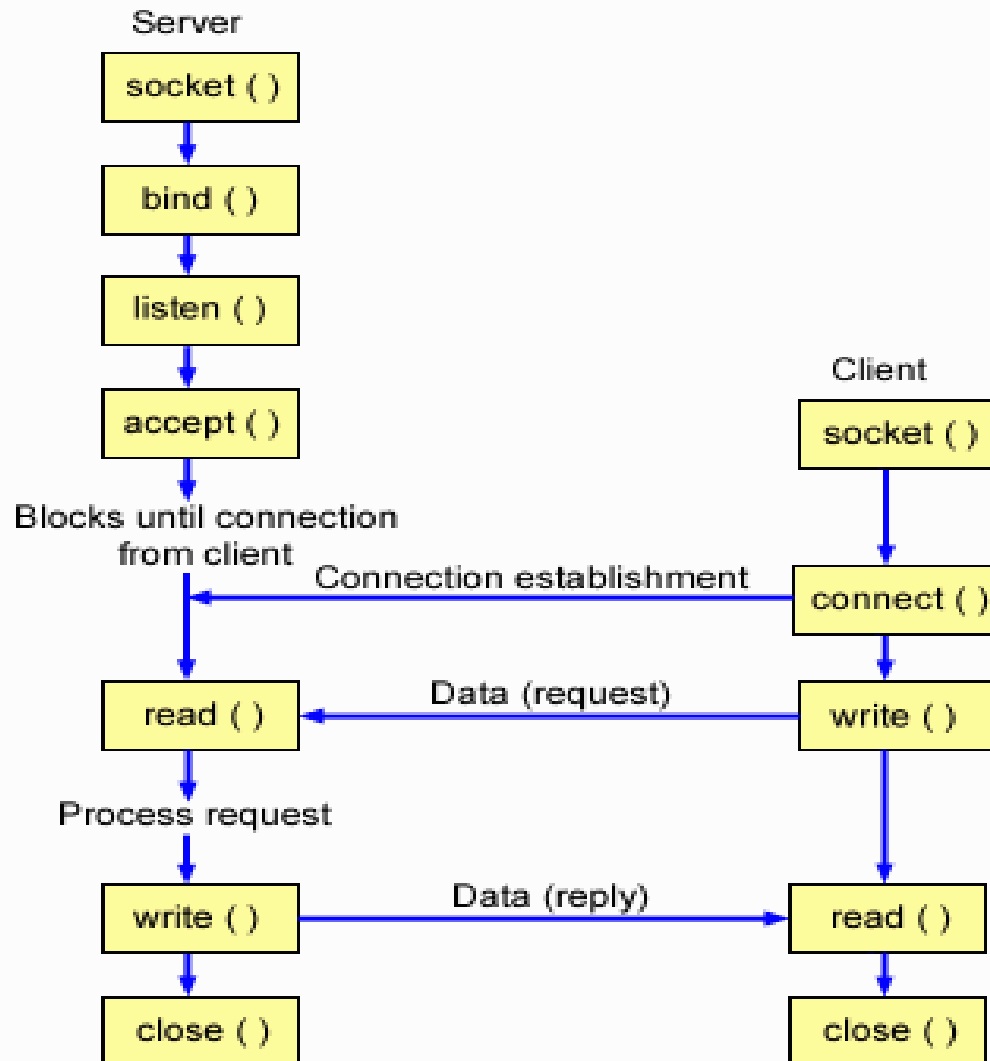 Server
socket ( )
bind ( )
listen ( )
accept ( )
Client
socket ( )
Blocks until connection
from client
Connection establishment
connect ( )
read ( )
Data (request)
write ( )
Process request
write ( )
Data (reply)
read ( )
close ( )
close ( )